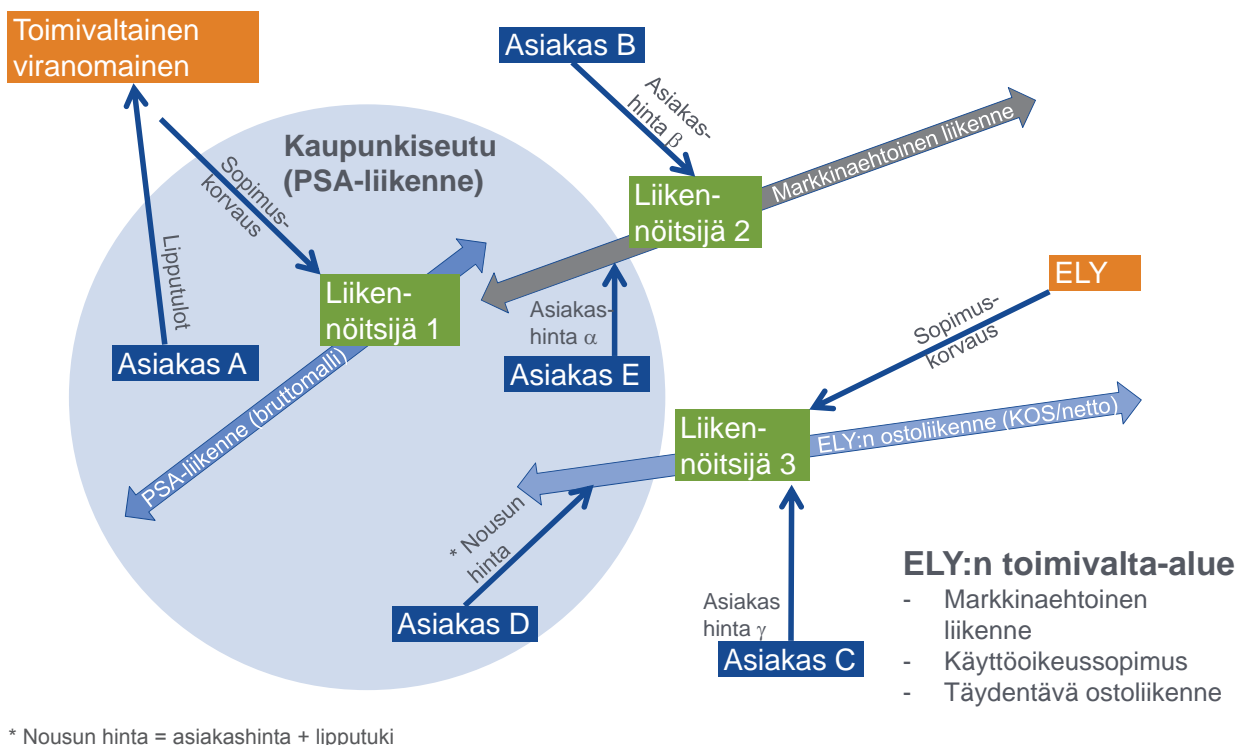 Toimivaltainen
viranomainen
Asiakas B
Asiakas-
hinta β
Markkinaehtoinen liikenne
Kaupunkiseutu
(PSA-liikenne)
Sopimus-
korvaus
Liiken-
nöitsijä 2
Lipputulot
Liiken-
nöitsijä 1
ELY
Asiakas-
hinta α
Sopimus-
korvaus
Asiakas A
Asiakas E
PSA-liikenne (bruttomalli)
Liiken-
nöitsijä 3
ELY:n ostoliikenne (KOS/netto)
* Nousun
hinta
Asiakas D
Asiakas
hinta γ
Asiakas C
ELY:n toimivalta-alue
- Markkinaehtoinen
liikenne
- Käyttöoikeussopimus
- Täydentävä ostoliikenne
* Nousun hinta = asiakashinta + lipputuki